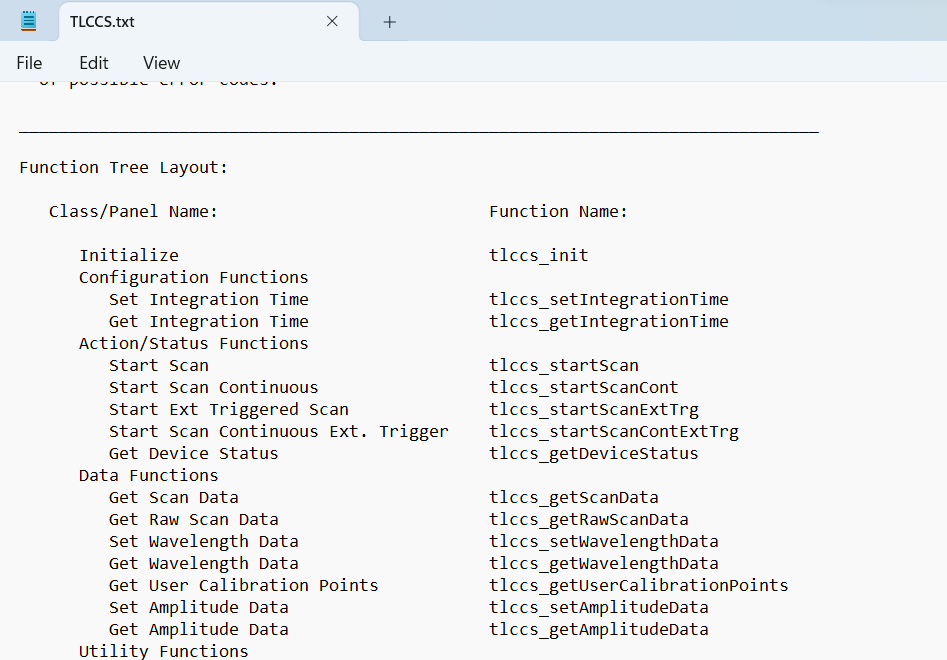 TLCCS.txt
File Edit View
of possible error codes.
Function Tree Layout:
Class/Panel Name: Function Name:
Initialize tlccs_init
Configuration Functions
Set Integration Time tlccs_setIntegrationTime
Get Integration Time tlccs_getIntegrationTime
Action/Status Functions
Start Scan tlccs_startScan
Start Scan Continuous tlccs_startScanCont
Start Ext Triggered Scan tlccs_startScanExtTrg
Start Scan Continuous Ext. Trigger tlccs_startScanContExtTrg
Get Device Status tlccs_getDeviceStatus
Data Functions
Get Scan Data tlccs_getScanData
Get Raw Scan Data tlccs_getRawScanData
Set Wavelength Data tlccs_setWavelengthData
Get Wavelength Data tlccs_getWavelengthData
Get User Calibration Points tlccs_getUserCalibrationPoints
Set Amplitude Data tlccs_setAmplitudeData
Get Amplitude Data tlccs_getAmplitudeData
Utility Functions